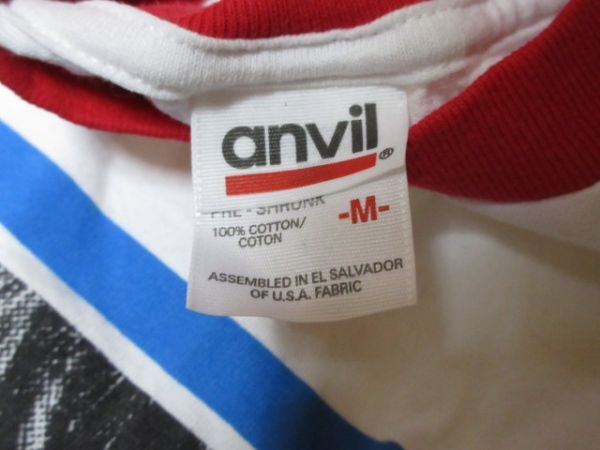 anvil®
PRE-SHRUNK
-M-
100% COTTON/
COTON
ASSEMBLED IN EL SALVADOR
OF U.S.A. FABRIC